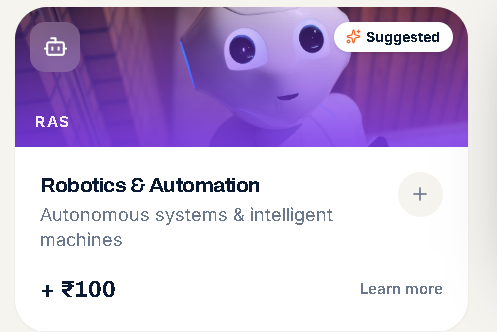 Suggested
RAS
Robotics & Automation
Autonomous systems & intelligent
machines
+ ₹100
Learn more